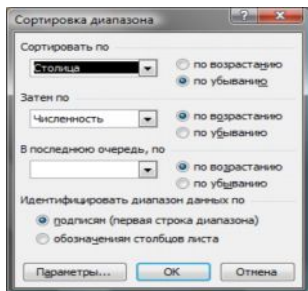 Сортировка диапазона
Сортировать по
Столица
по возрастанию
по убыванию
Затем по
Численность
по возрастанию
по убыванию
В последнюю очередь, по
по возрастанию
по убыванию
Идентифицировать диапазон данных по
подписям (первая строка диапазона)
обозначениям столбцов листа
Параметры...
ОК
Отмена